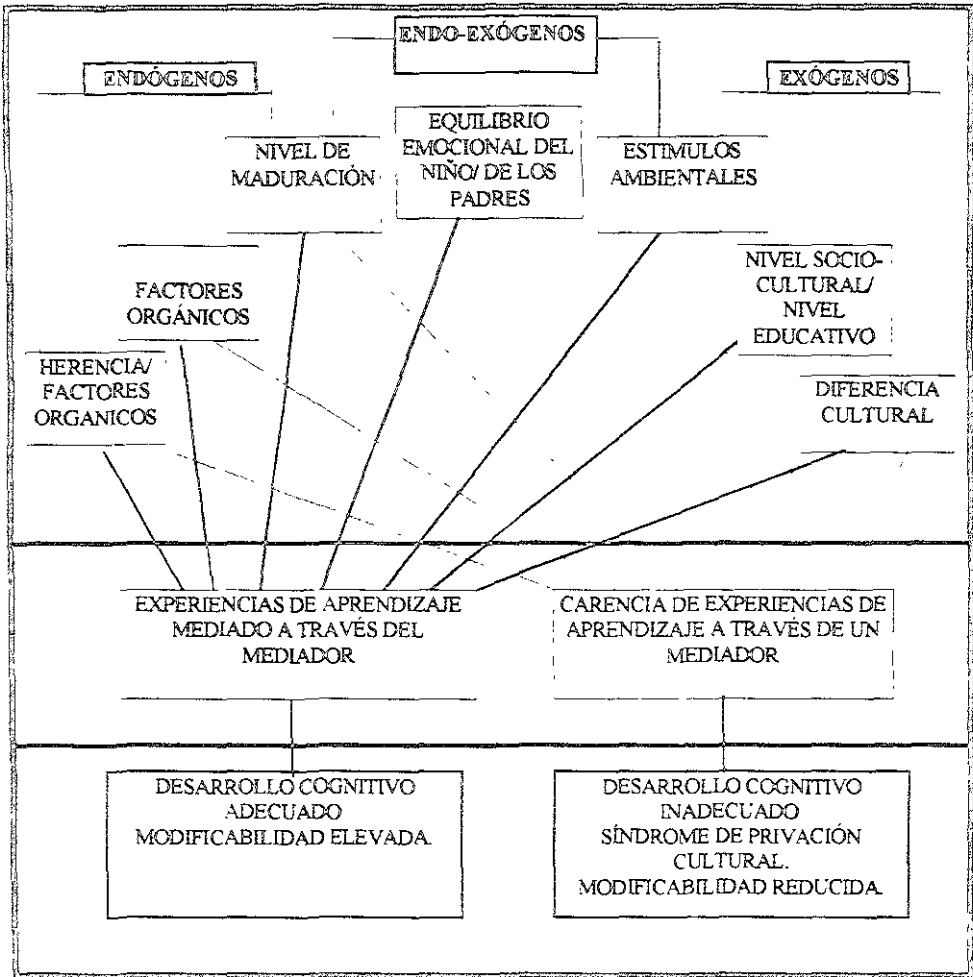 ENDO-EXÓGENOS
ENDÓGENOS
EXÓGENOS
NIVEL DE
MADURACIÓN
EQUILIBRIO
EMOCIONAL DEL
NIÑO/ DE LOS
PADRES
ESTIMULOS
AMBIENTALES
FACTORES
ORGÁNICOS
NIVEL SOCIO-
CULTURAL/
NIVEL
EDUCATIVO
HERENCIA/
FACTORES
ORGANICOS
DIFERENCIA
CULTURAL
EXPERIENCIAS DE APRENDIZAJE
MEDIADO A TRAVÉS DEL
MEDIADOR
CARENCIA DE EXPERIENCIAS DE
APRENDIZAJE A TRAVÉS DE UN
MEDIADOR
DESARROLLO COGNITIVO
ADECUADO
MODIFICABILIDAD ELEVADA.
DESARROLLO COGNITIVO
INADECUADO
SÍNDROME DE PRIVACIÓN
CULTURAL.
MODIFICABILIDAD REDUCIDA